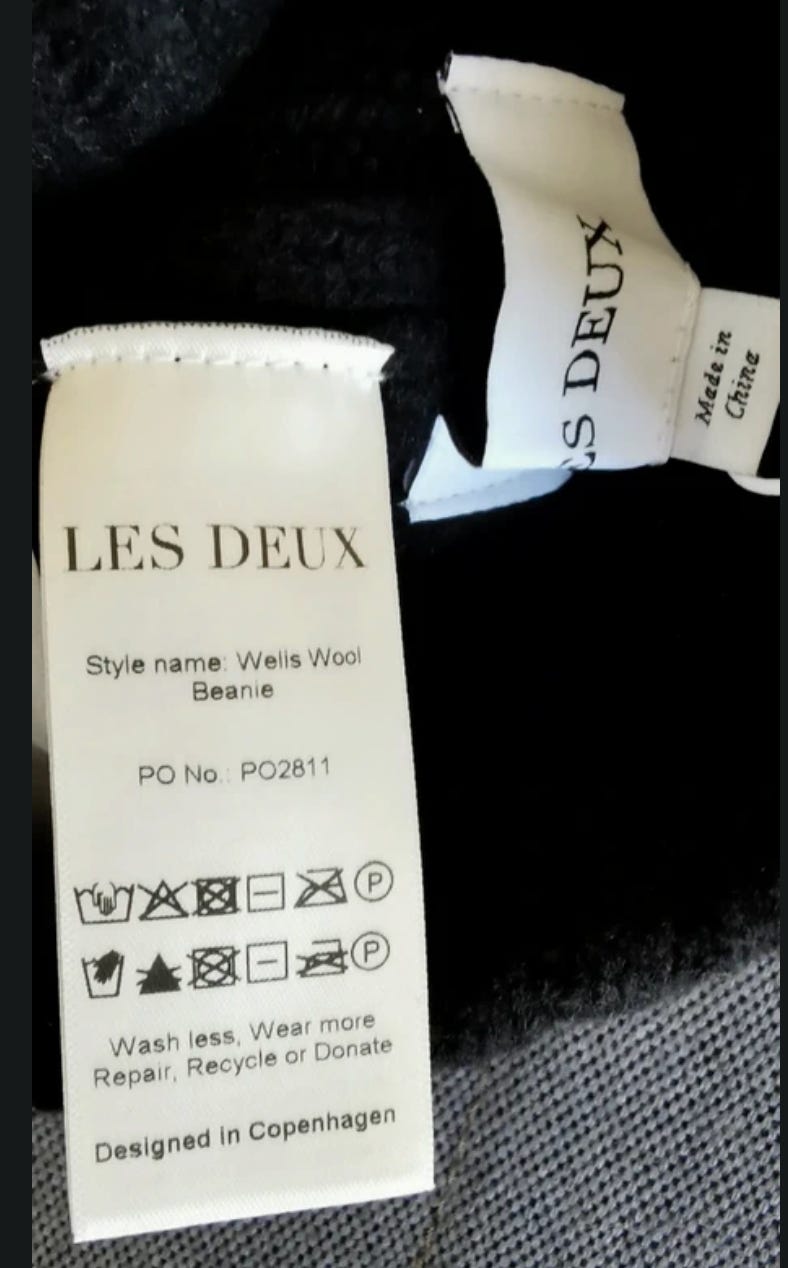 LES DEUX
Style name: Wells Wool
Beanie
PO No.: PO2811
P
P
Wash less, Wear more
Repair, Recycle or Donate
Designed in Copenhagen
DEUX
Made in
China